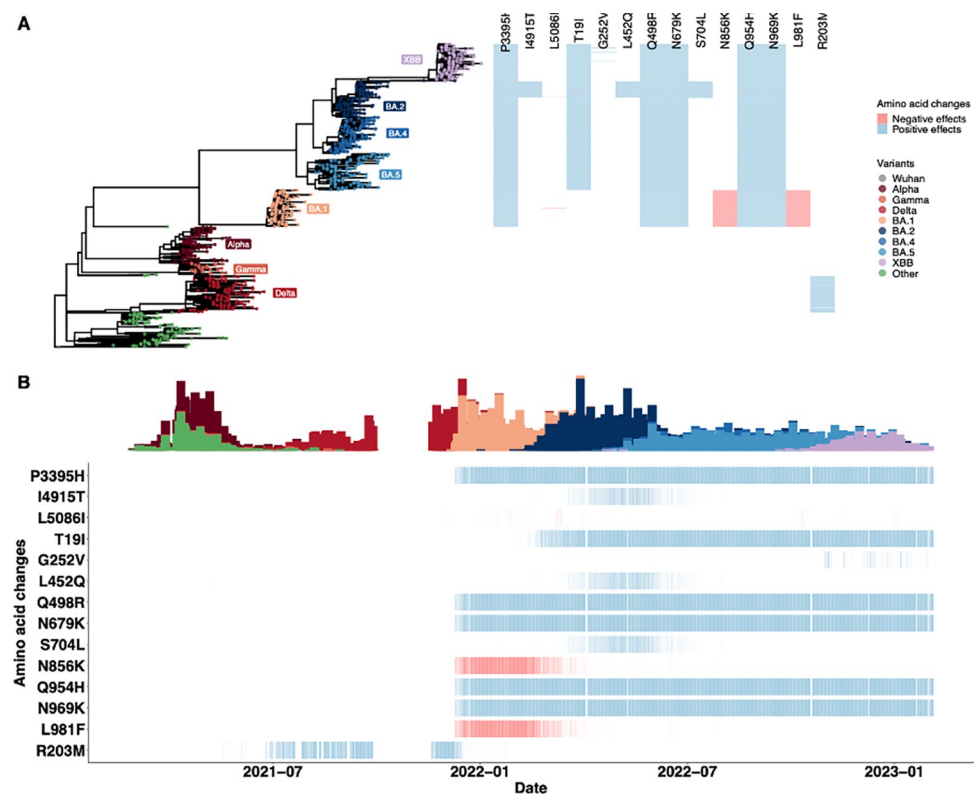 A
P3395H
I4915T
L5086I
T19I
G252V
L452Q
Q498R
N679K
S704L
N856K
Q954H
N969K
L981F
R203M
XBB
BA.2
BA.4
BA.5
BA.1
Alpha
Gamma
Delta
Amino acid changes
Negative effects
Positive effects
Variants
Wuhan
Alpha
Gamma
Delta
BA.1
BA.2
BA.4
BA.5
XBB
Other
B
Amino acid changes
P3395H
I4915T
L5086I
T19I
G252V
L452Q
Q498R
N679K
S704L
N856K
Q954H
N969K
L981F
R203M
2021-07 2022-01 2022-07 2023-01
Date